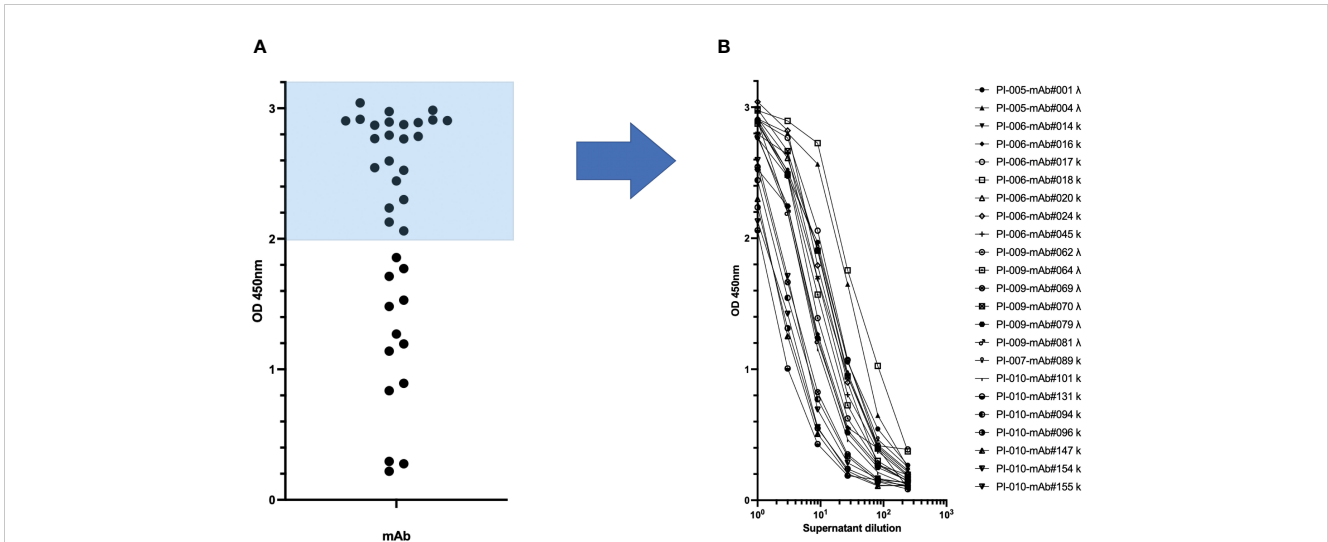 A
B
3
2
1
0
OD 450nm
mAb
3
2
1
0
OD 450nm
10⁰
10¹
10²
10³
Supernatant dilution
PI-005-mAb#001 λ
PI-005-mAb#004 λ
PI-006-mAb#014 k
PI-006-mAb#016 k
PI-006-mAb#017 k
PI-006-mAb#018 k
PI-006-mAb#020 k
PI-006-mAb#024 k
PI-006-mAb#045 k
PI-009-mAb#062 λ
PI-009-mAb#064 λ
PI-009-mAb#069 λ
PI-009-mAb#070 λ
PI-009-mAb#079 λ
PI-009-mAb#081 λ
PI-007-mAb#089 k
PI-010-mAb#101 k
PI-010-mAb#131 k
PI-010-mAb#094 k
PI-010-mAb#096 k
PI-010-mAb#147 k
PI-010-mAb#154 k
PI-010-mAb#155 k